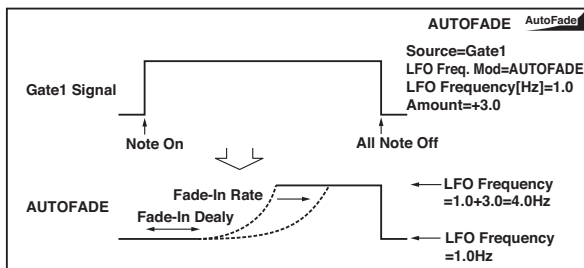 AUTOFADE AutoFade
Source=Gate1
LFO Freq. Mod=AUTOFADE
LFO Frequency[Hz]=1.0
Amount=+3.0
Gate1 Signal
Note On
All Note Off
Fade-In Rate
LFO Frequency
=1.0+3.0=4.0Hz
AUTOFADE
Fade-In Dealy
LFO Frequency
=1.0Hz